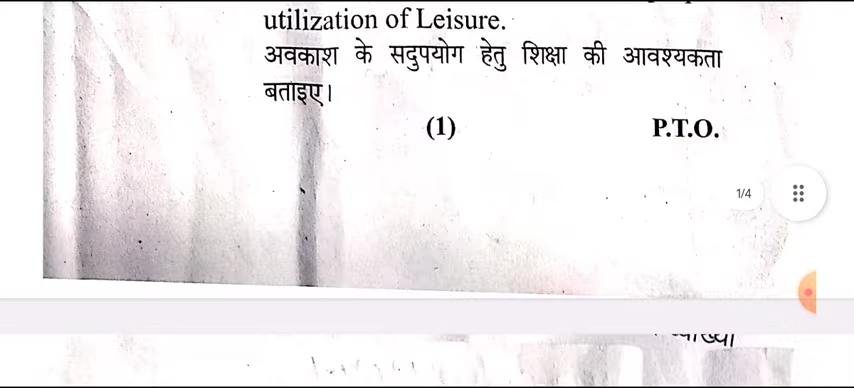 utilization of Leisure.
अवकाश के सदुपयोग हेतु शिक्षा की आवश्यकता
बताइए।
(1) P.T.O.
1/4